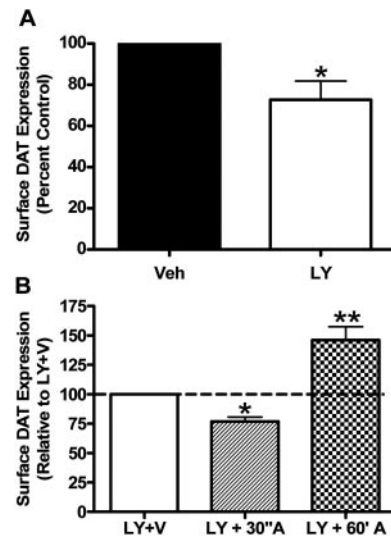 A
Surface DAT Expression
(Percent Control)
100
80
60
40
20
0
*
Veh
LY
B
Surface DAT Expression
(Relative to LY+V)
175
150
125
100
75
50
25
0
*
**
LY+V
LY + 30"A
LY + 60' A